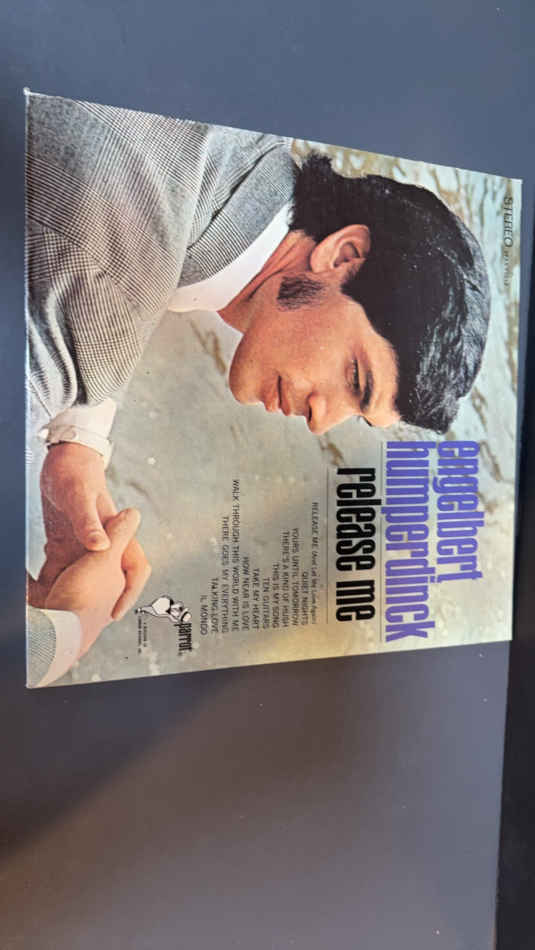 STEREO
engelbert
humperdinck
release me
RELEASE ME (And Let Me Love Again)
QUIET NIGHTS
YOURS UNTIL TOMORROW
THERE'S A KIND OF HUSH
THIS IS MY SONG
TEN GUITARS
TAKE MY HEART
HOW NEAR IS LOVE
WALK THROUGH THIS WORLD WITH ME
THERE GOES MY EVERYTHING
TALKING LOVE
IL MONDO
parrot®